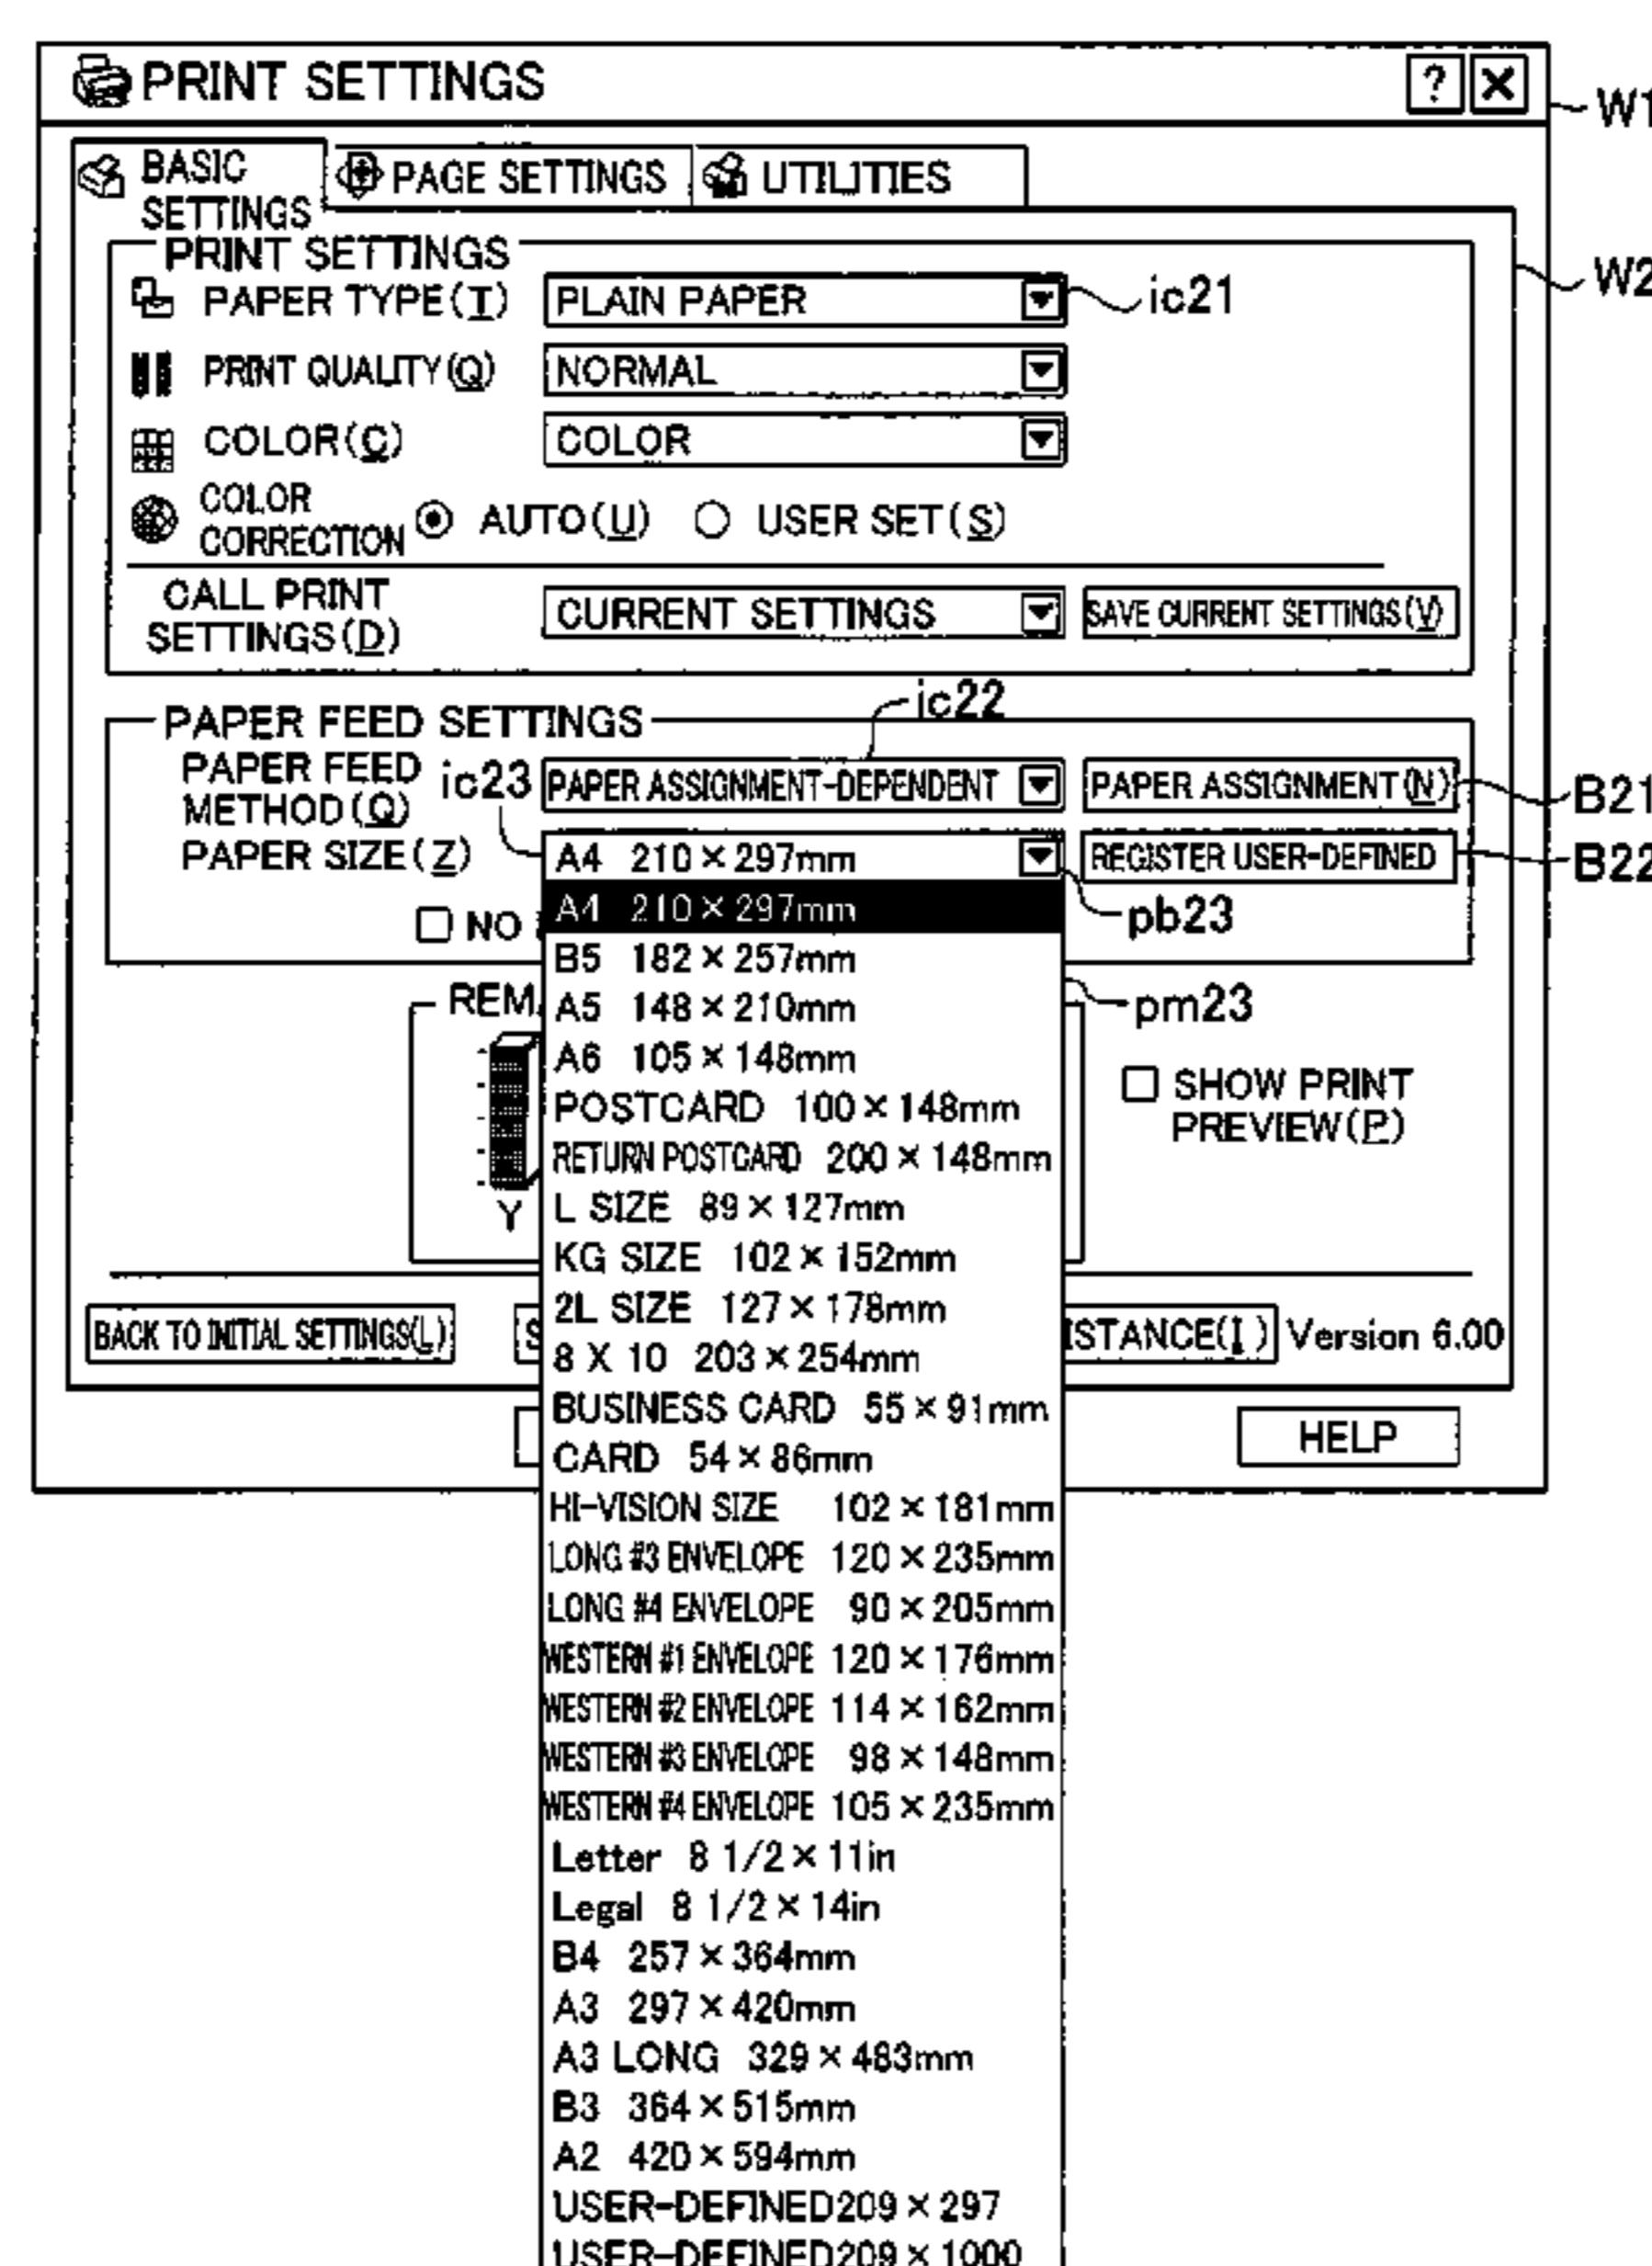 PRINT SETTINGS ? X
W1
BASIC
SETTINGS
PAGE SETTINGS
UTILITIES
W2
PRINT SETTINGS
PAPER TYPE(T) PLAIN PAPER ic21
PRINT QUALITY(Q) NORMAL
COLOR(C) COLOR
COLOR
CORRECTION AUTO(U) USER SET(S)
CALL PRINT
SETTINGS(D) CURRENT SETTINGS SAVE CURRENT SETTINGS(V)
ic22
PAPER FEED SETTINGS
PAPER FEED
METHOD(Q) ic23 PAPER ASSIGNMENT-DEPENDENT PAPER ASSIGNMENT(N) B21
PAPER SIZE(Z) A4 210×297mm REGISTER USER-DEFINED B22
A4 210×297mm
pb23
NO
B5 182×257mm
A5 148×210mm
pm23
REM
A6 105×148mm
POSTCARD 100×148mm
SHOW PRINT
PREVIEW(P)
RETURN POSTCARD 200×148mm
L SIZE 89×127mm
Y
KG SIZE 102×152mm
2L SIZE 127×178mm
BACK TO INITIAL SETTINGS(L) S ISTANCE(I) Version 6.00
8 X 10 203×254mm
BUSINESS CARD 55×91mm
HELP
CARD 54×86mm
HI-VISION SIZE 102×181mm
LONG #3 ENVELOPE 120×235mm
LONG #4 ENVELOPE 90×205mm
WESTERN #1 ENVELOPE 120×176mm
WESTERN #2 ENVELOPE 114×162mm
WESTERN #3 ENVELOPE 98×148mm
WESTERN #4 ENVELOPE 105×235mm
Letter 8 1/2×11in
Legal 8 1/2×14in
B4 257×364mm
A3 297×420mm
A3 LONG 329×483mm
B3 364×515mm
A2 420×594mm
USER-DEFINED209×297
USER-DEFINED209×1000